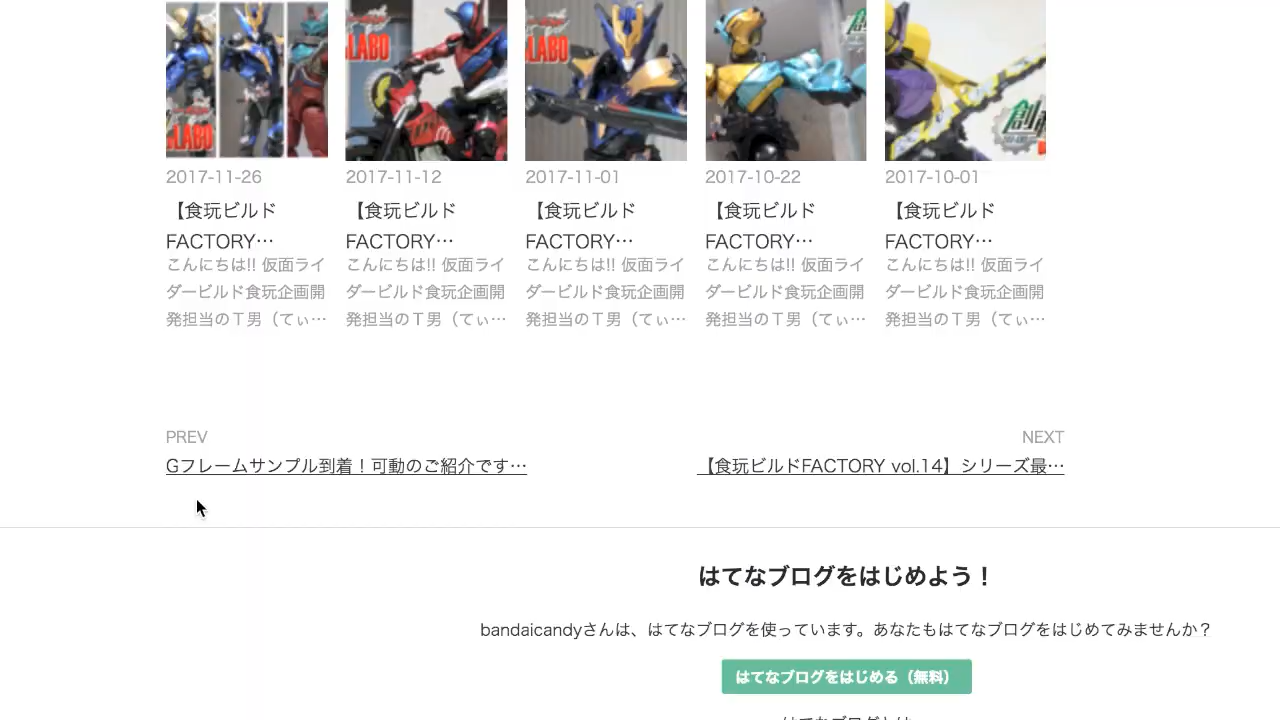 LABO
LABO
LABO
創
2017-11-26
【食玩ビルド
FACTORY…
こんにちは!! 仮面ライ
ダービルド食玩企画開
発担当のＴ男（てぃ…
2017-11-12
【食玩ビルド
FACTORY…
こんにちは!! 仮面ライ
ダービルド食玩企画開
発担当のＴ男（てぃ…
2017-11-01
【食玩ビルド
FACTORY…
こんにちは!! 仮面ライ
ダービルド食玩企画開
発担当のＴ男（てぃ…
2017-10-22
【食玩ビルド
FACTORY…
こんにちは!! 仮面ライ
ダービルド食玩企画開
発担当のＴ男（てぃ…
2017-10-01
【食玩ビルド
FACTORY…
こんにちは!! 仮面ライ
ダービルド食玩企画開
発担当のＴ男（てぃ…
PREV
Gフレームサンプル到着！可動のご紹介です…
NEXT
【食玩ビルドFACTORY vol.14】シリーズ最…
はてなブログをはじめよう！
bandaicandyさんは、はてなブログを使っています。あなたもはてなブログをはじめてみませんか？
はてなブログをはじめる（無料）
はてなブログとは